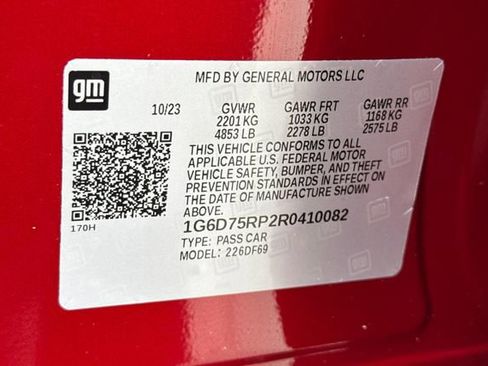 gm
MFD BY GENERAL MOTORS LLC
10/23 GVWR GAWR FRT GAWR RR
2201 KG 1033 KG 1168 KG
4853 LB 2278 LB 2575 LB
THIS VEHICLE CONFORMS TO ALL
APPLICABLE U.S. FEDERAL MOTOR
VEHICLE SAFETY, BUMPER, AND THEFT
PREVENTION STANDARDS IN EFFECT ON
THE DATE OF MANUFACTURE SHOWN
ABOVE.
170H
1G6D75RP2R0410082
TYPE: PASS CAR
MODEL: 226DF69